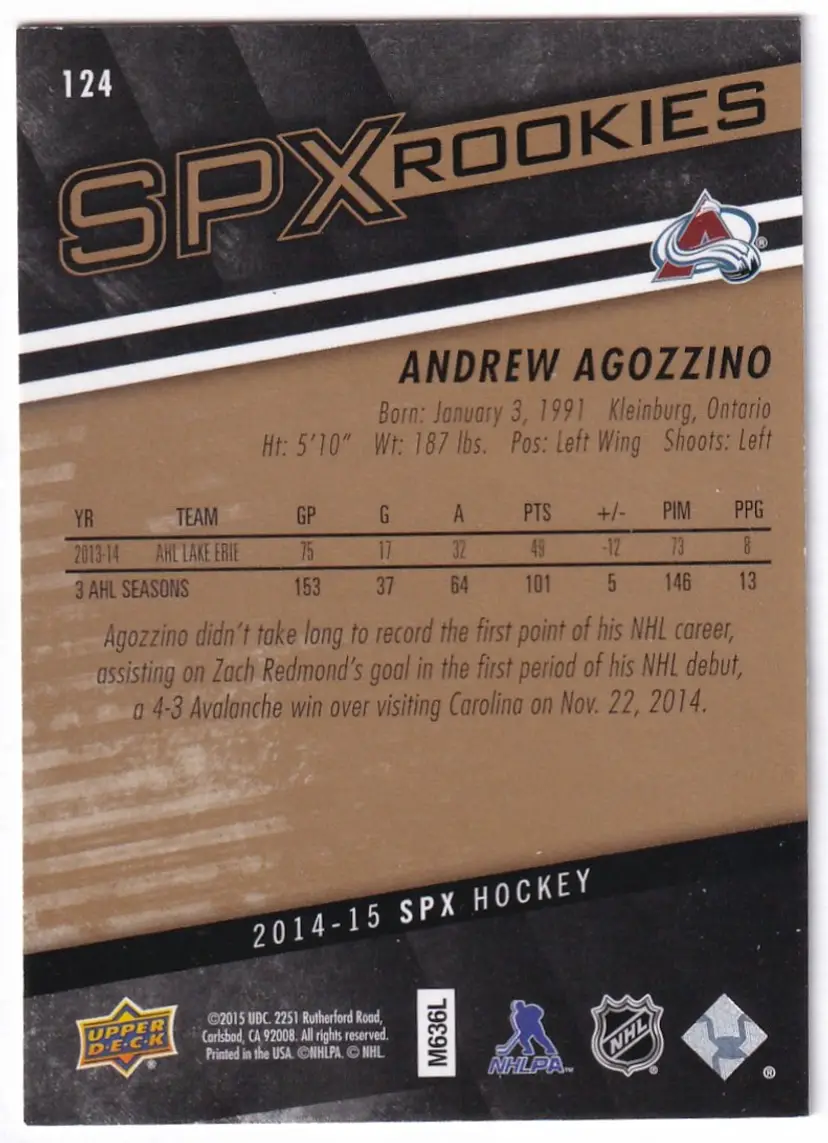 124
SPX ROOKIES
®
ANDREW AGOZZINO
Born: January 3, 1991 Kleinburg, Ontario
Ht: 5'10" Wt: 187 lbs. Pos: Left Wing Shoots: Left
YR TEAM GP G A PTS +/- PIM PPG
2013-14 AHL LAKE ERIE 75 17 32 49 -12 73 8
3 AHL SEASONS 153 37 64 101 5 146 13
Agozzino didn't take long to record the first point of his NHL career,
assisting on Zach Redmond's goal in the first period of his NHL debut,
a 4-3 Avalanche win over visiting Carolina on Nov. 22, 2014.
2014-15 SPX HOCKEY
UPPER
D·E·C·K
®
©2015 UDC. 2251 Rutherford Road,
Carlsbad, CA 92008. All rights reserved.
Printed in the USA. ©NHLPA. © NHL.
M636L
NHLPA™
NHL
®
®